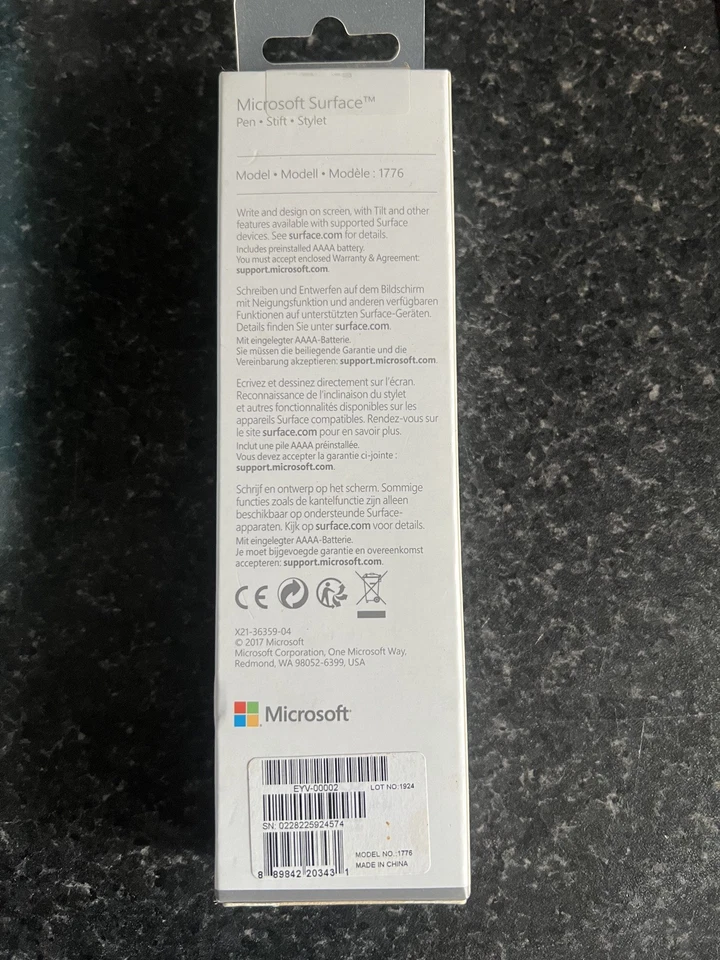 Microsoft Surface™
Pen • Stift • Stylet
Model • Modell • Modèle : 1776
Write and design on screen, with Tilt and other
features available with supported Surface
devices. See surface.com for details.
Includes preinstalled AAAA battery.
You must accept enclosed Warranty & Agreement:
support.microsoft.com.
Schreiben und Entwerfen auf dem Bildschirm
mit Neigungsfunktion und anderen verfügbaren
Funktionen auf unterstützten Surface-Geräten.
Details finden Sie unter surface.com.
Mit eingelegter AAAA-Batterie.
Sie müssen die beiliegende Garantie und die
Vereinbarung akzeptieren: support.microsoft.com.
Ecrivez et dessinez directement sur l'écran.
Reconnaissance de l'inclinaison du stylet
et autres fonctionnalités disponibles sur les
appareils Surface compatibles. Rendez-vous sur
le site surface.com pour en savoir plus.
Inclut une pile AAAA préinstallée.
Vous devez accepter la garantie ci-jointe :
support.microsoft.com.
Schrijf en ontwerp op het scherm. Sommige
functies zoals de kantelfunctie zijn alleen
beschikbaar op ondersteunde Surface-
apparaten. Kijk op surface.com voor details.
Mit eingelegter AAAA-Batterie.
Je moet bijgevoegde garantie en overeenkomst
accepteren: support.microsoft.com.
CE
X21-36359-04
© 2017 Microsoft
Microsoft Corporation, One Microsoft Way,
Redmond, WA 98052-6399, USA
Microsoft
EYV-00002 LOT NO:1924
SN: 0228225924574
MODEL NO.:1776
MADE IN CHINA
8 89842 20343 1